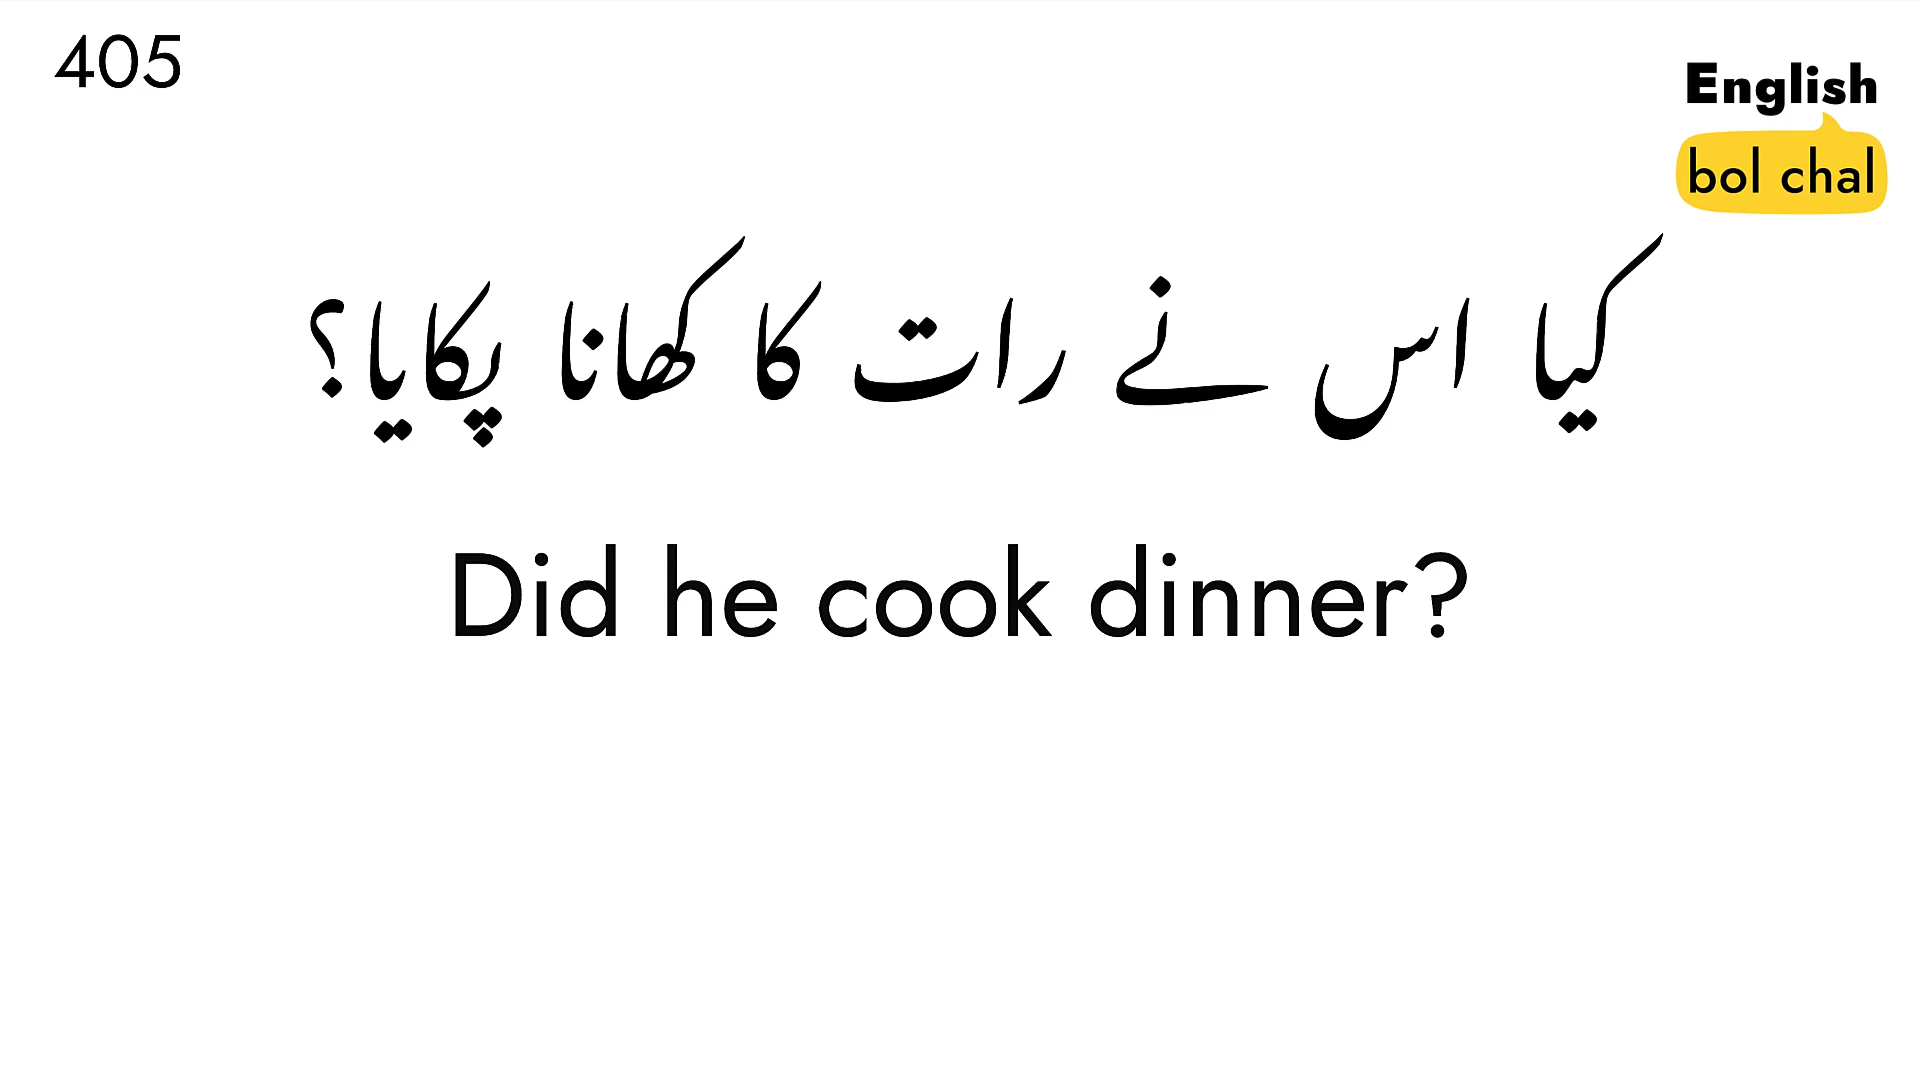 405
English
bol chal
کیا اس نے رات کا کھانا پکایا؟
Did he cook dinner?